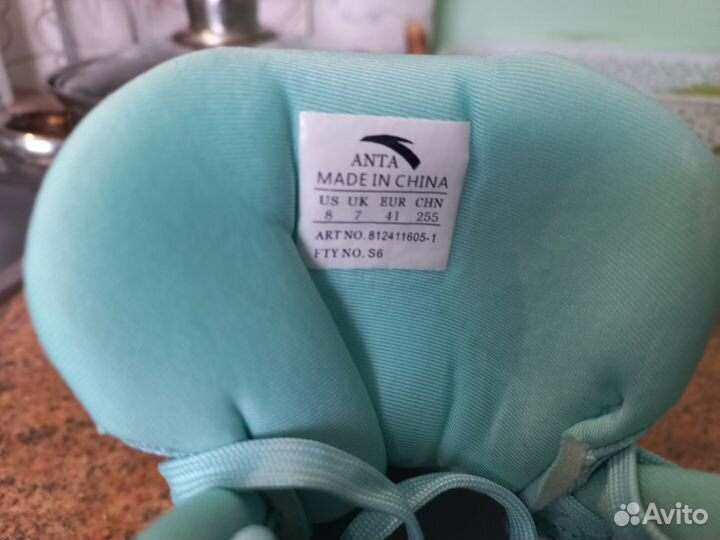 ANTA
MADE IN CHINA
US UK EUR CHN
8 7 41 255
ART NO. 812411605-1
FTY NO. S6
Avito